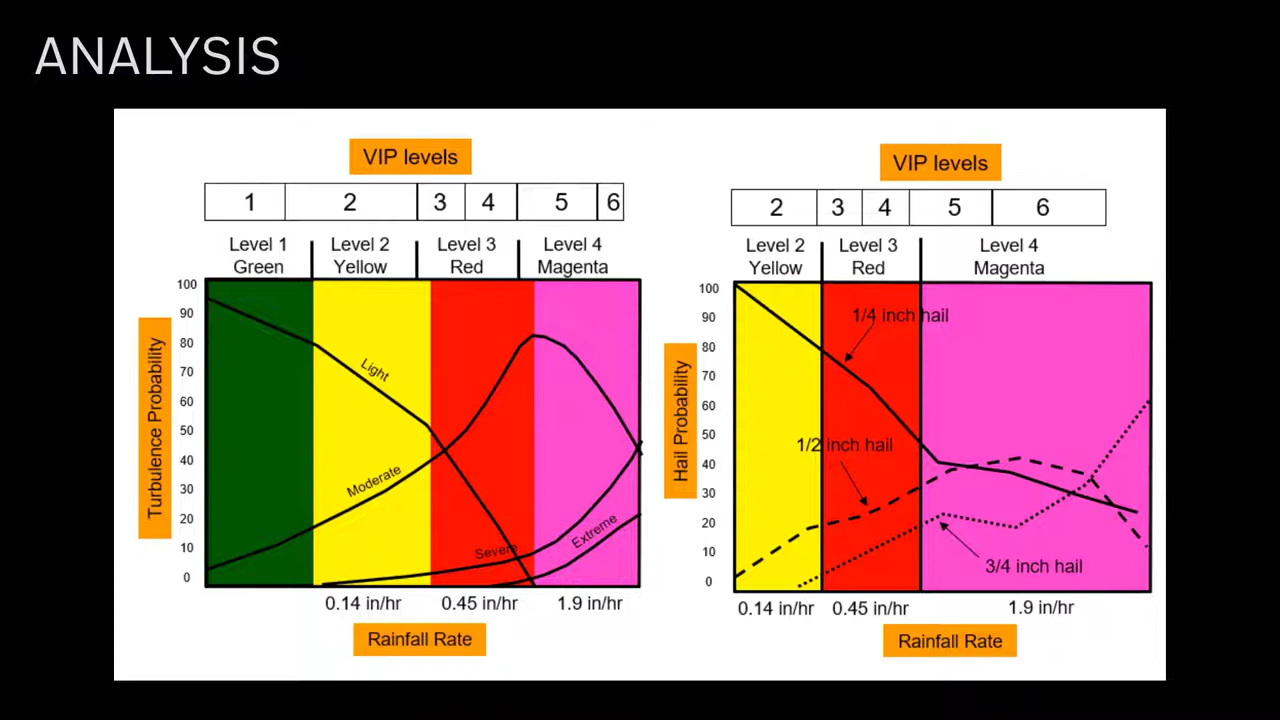 ANALYSIS
VIP levels
1 2 3 4 5 6
Level 1 Level 2 Level 3 Level 4
Green Yellow Red Magenta
100
90
80
70
60
50
40
30
20
10
0
Turbulence Probability
Light
Moderate
Severe
Extreme
0.14 in/hr 0.45 in/hr 1.9 in/hr
Rainfall Rate
VIP levels
2 3 4 5 6
Level 2 Level 3 Level 4
Yellow Red Magenta
100
90
80
70
60
50
40
30
20
10
0
Hail Probability
1/4 inch hail
1/2 inch hail
3/4 inch hail
0.14 in/hr 0.45 in/hr 1.9 in/hr
Rainfall Rate